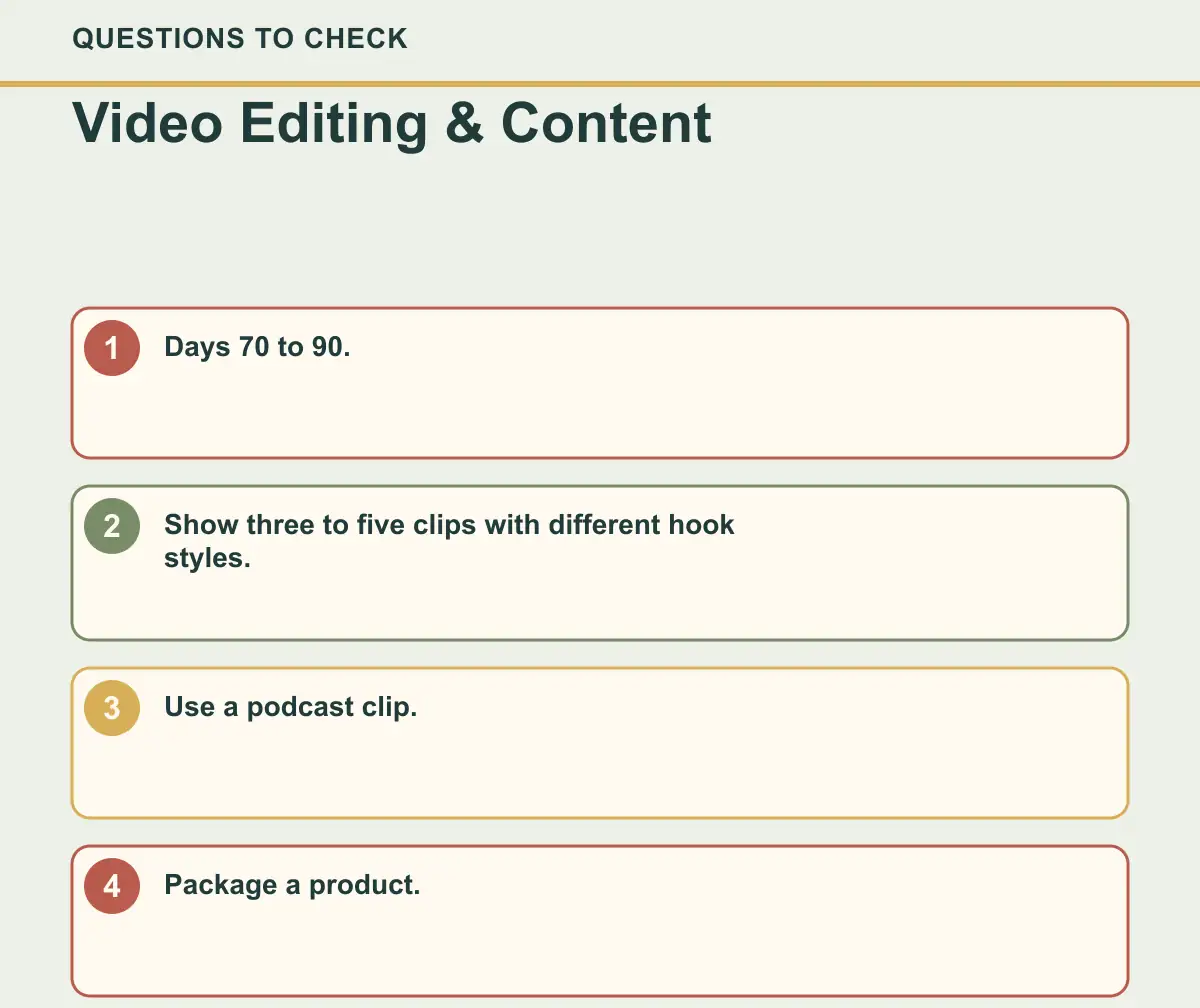 QUESTIONS TO CHECK
Video Editing & Content
1
Days 70 to 90.
2
Show three to five clips with different hook
styles.
3
Use a podcast clip.
4
Package a product.